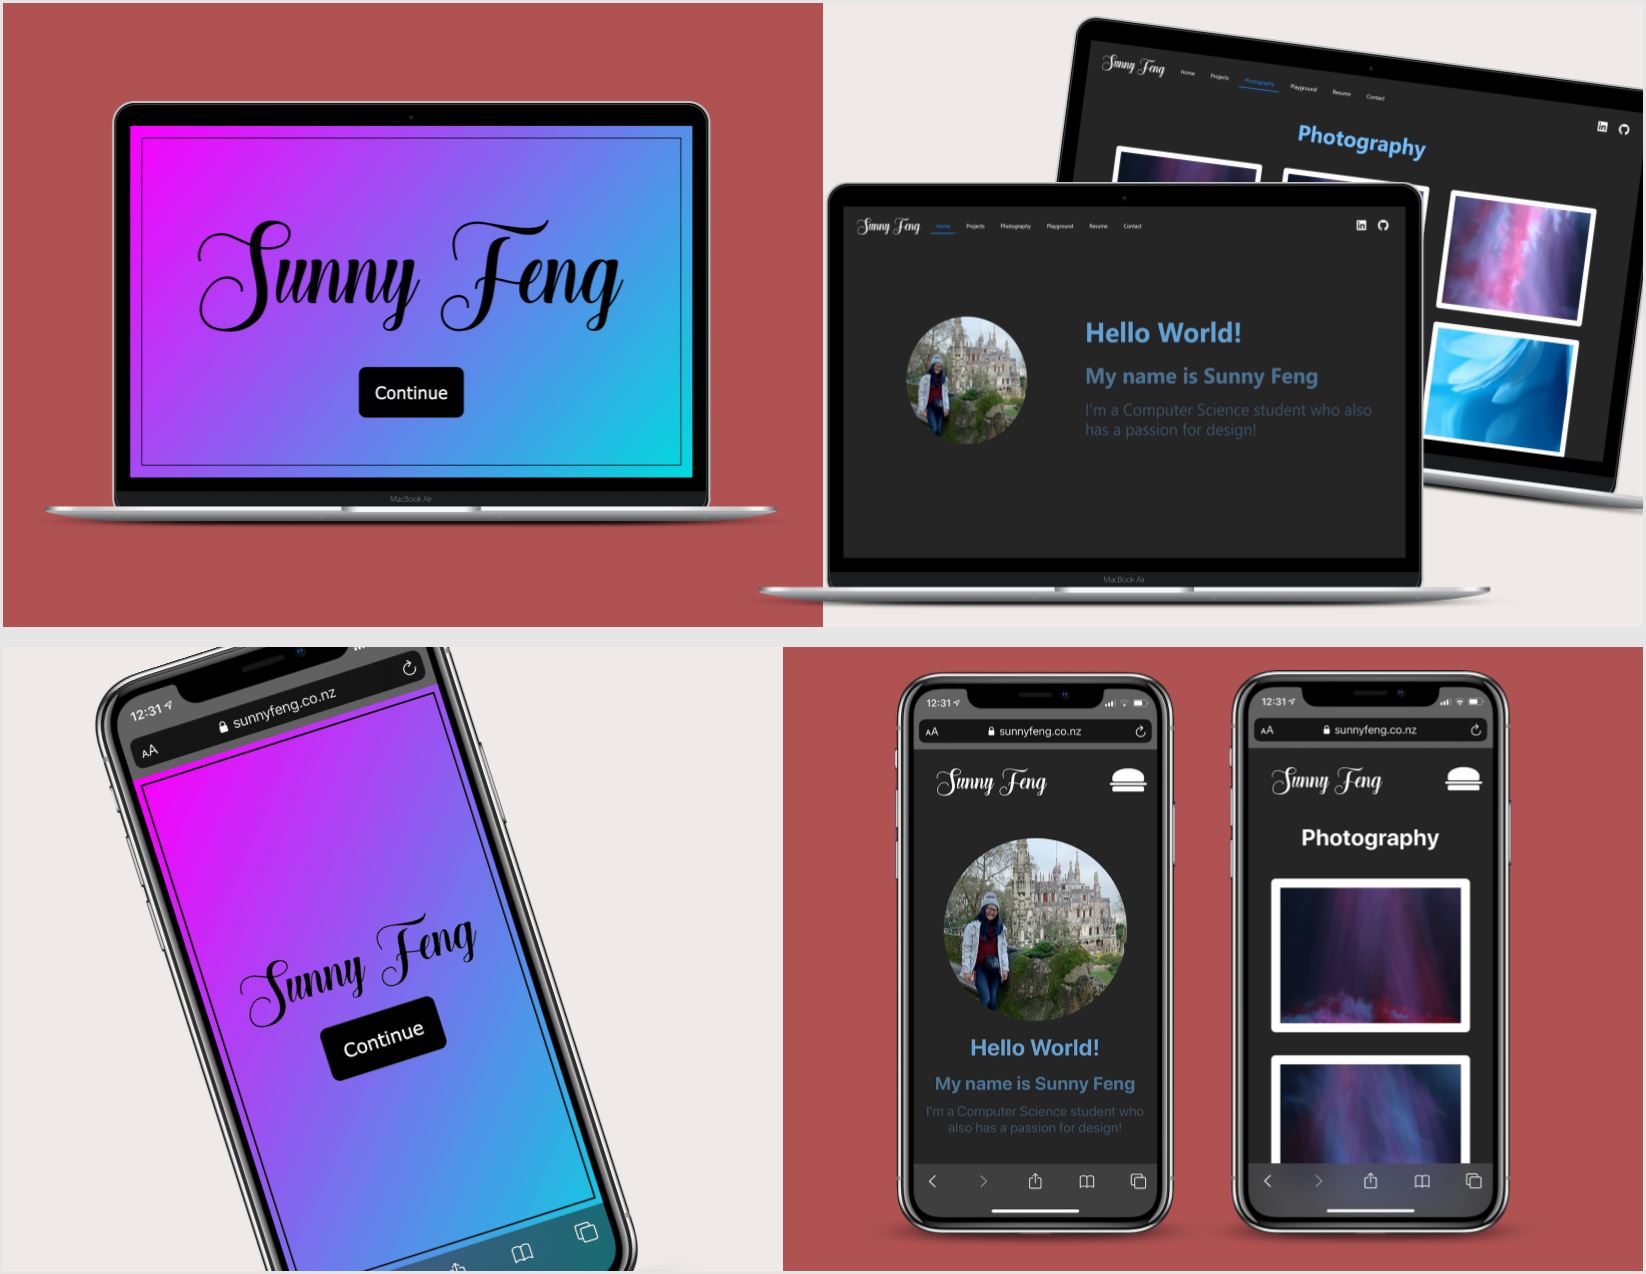 Sunny Feng
Continue
MacBook Air
Sunny Feng Home Projects Photography Playground Resume Contact
Photography
Sunny Feng Home Projects Photography Playground Resume Contact
Hello World!
My name is Sunny Feng
I'm a Computer Science student who also
has a passion for design!
MacBook Air
12:31
AA sunnyfeng.co.nz
Sunny Feng
Continue
12:31
AA sunnyfeng.co.nz
Sunny Feng
Hello World!
My name is Sunny Feng
I'm a Computer Science student who
also has a passion for design!
12:31
AA sunnyfeng.co.nz
Sunny Feng
Photography